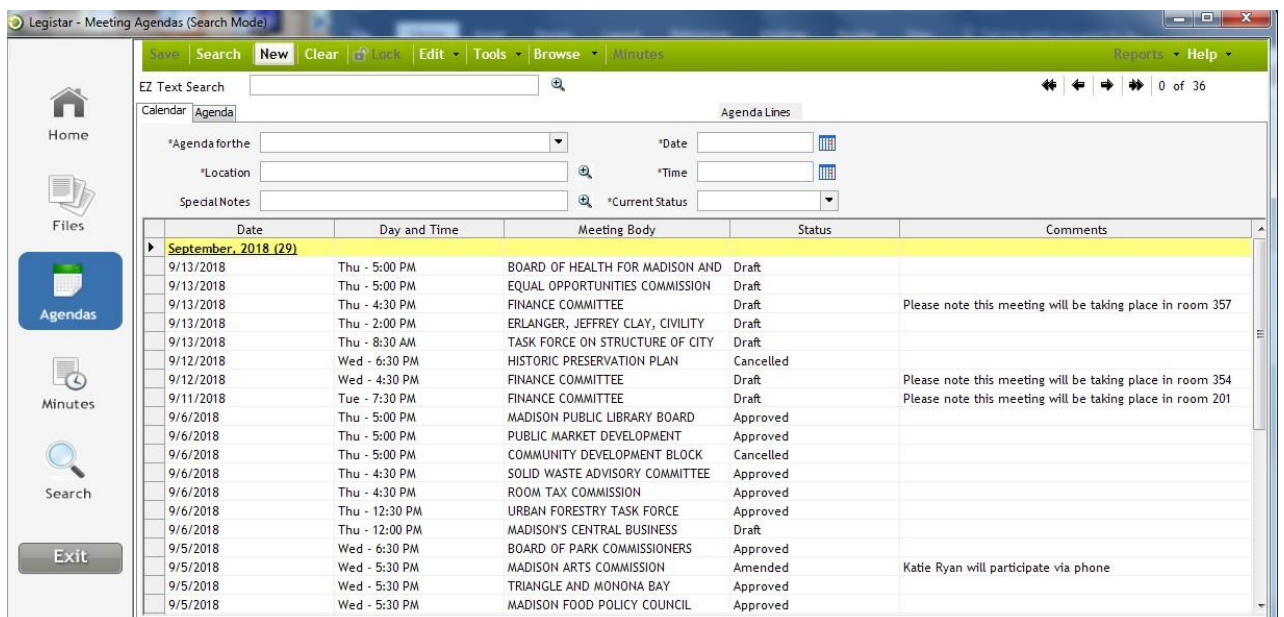 Legistar - Meeting Agendas (Search Mode)
Save Search New Clear Lock Edit Tools Browse Minutes Reports Help
EZ Text Search 0 of 36
Calendar Agenda Agenda Lines
*Agenda forthe *Date
*Location *Time
Special Notes *Current Status
Home
Files
Agendas
Minutes
Search
Exit
Date Day and Time Meeting Body Status Comments
September, 2018 (29)
9/13/2018 Thu - 5:00 PM BOARD OF HEALTH FOR MADISON AND Draft
9/13/2018 Thu - 5:00 PM EQUAL OPPORTUNITIES COMMISSION Draft
9/13/2018 Thu - 4:30 PM FINANCE COMMITTEE Draft Please note this meeting will be taking place in room 357
9/13/2018 Thu - 2:00 PM ERLANGER, JEFFREY CLAY, CIVILITY Draft
9/13/2018 Thu - 8:30 AM TASK FORCE ON STRUCTURE OF CITY Draft
9/12/2018 Wed - 6:30 PM HISTORIC PRESERVATION PLAN Cancelled
9/12/2018 Wed - 4:30 PM FINANCE COMMITTEE Draft Please note this meeting will be taking place in room 354
9/11/2018 Tue - 7:30 PM FINANCE COMMITTEE Draft Please note this meeting will be taking place in room 201
9/6/2018 Thu - 5:00 PM MADISON PUBLIC LIBRARY BOARD Approved
9/6/2018 Thu - 5:00 PM PUBLIC MARKET DEVELOPMENT Approved
9/6/2018 Thu - 5:00 PM COMMUNITY DEVELOPMENT BLOCK Cancelled
9/6/2018 Thu - 4:30 PM SOLID WASTE ADVISORY COMMITTEE Approved
9/6/2018 Thu - 4:30 PM ROOM TAX COMMISSION Approved
9/6/2018 Thu - 12:30 PM URBAN FORESTRY TASK FORCE Approved
9/6/2018 Thu - 12:00 PM MADISON'S CENTRAL BUSINESS Draft
9/5/2018 Wed - 6:30 PM BOARD OF PARK COMMISSIONERS Approved
9/5/2018 Wed - 5:30 PM MADISON ARTS COMMISSION Amended Katie Ryan will participate via phone
9/5/2018 Wed - 5:30 PM TRIANGLE AND MONONA BAY Approved
9/5/2018 Wed - 5:30 PM MADISON FOOD POLICY COUNCIL Approved